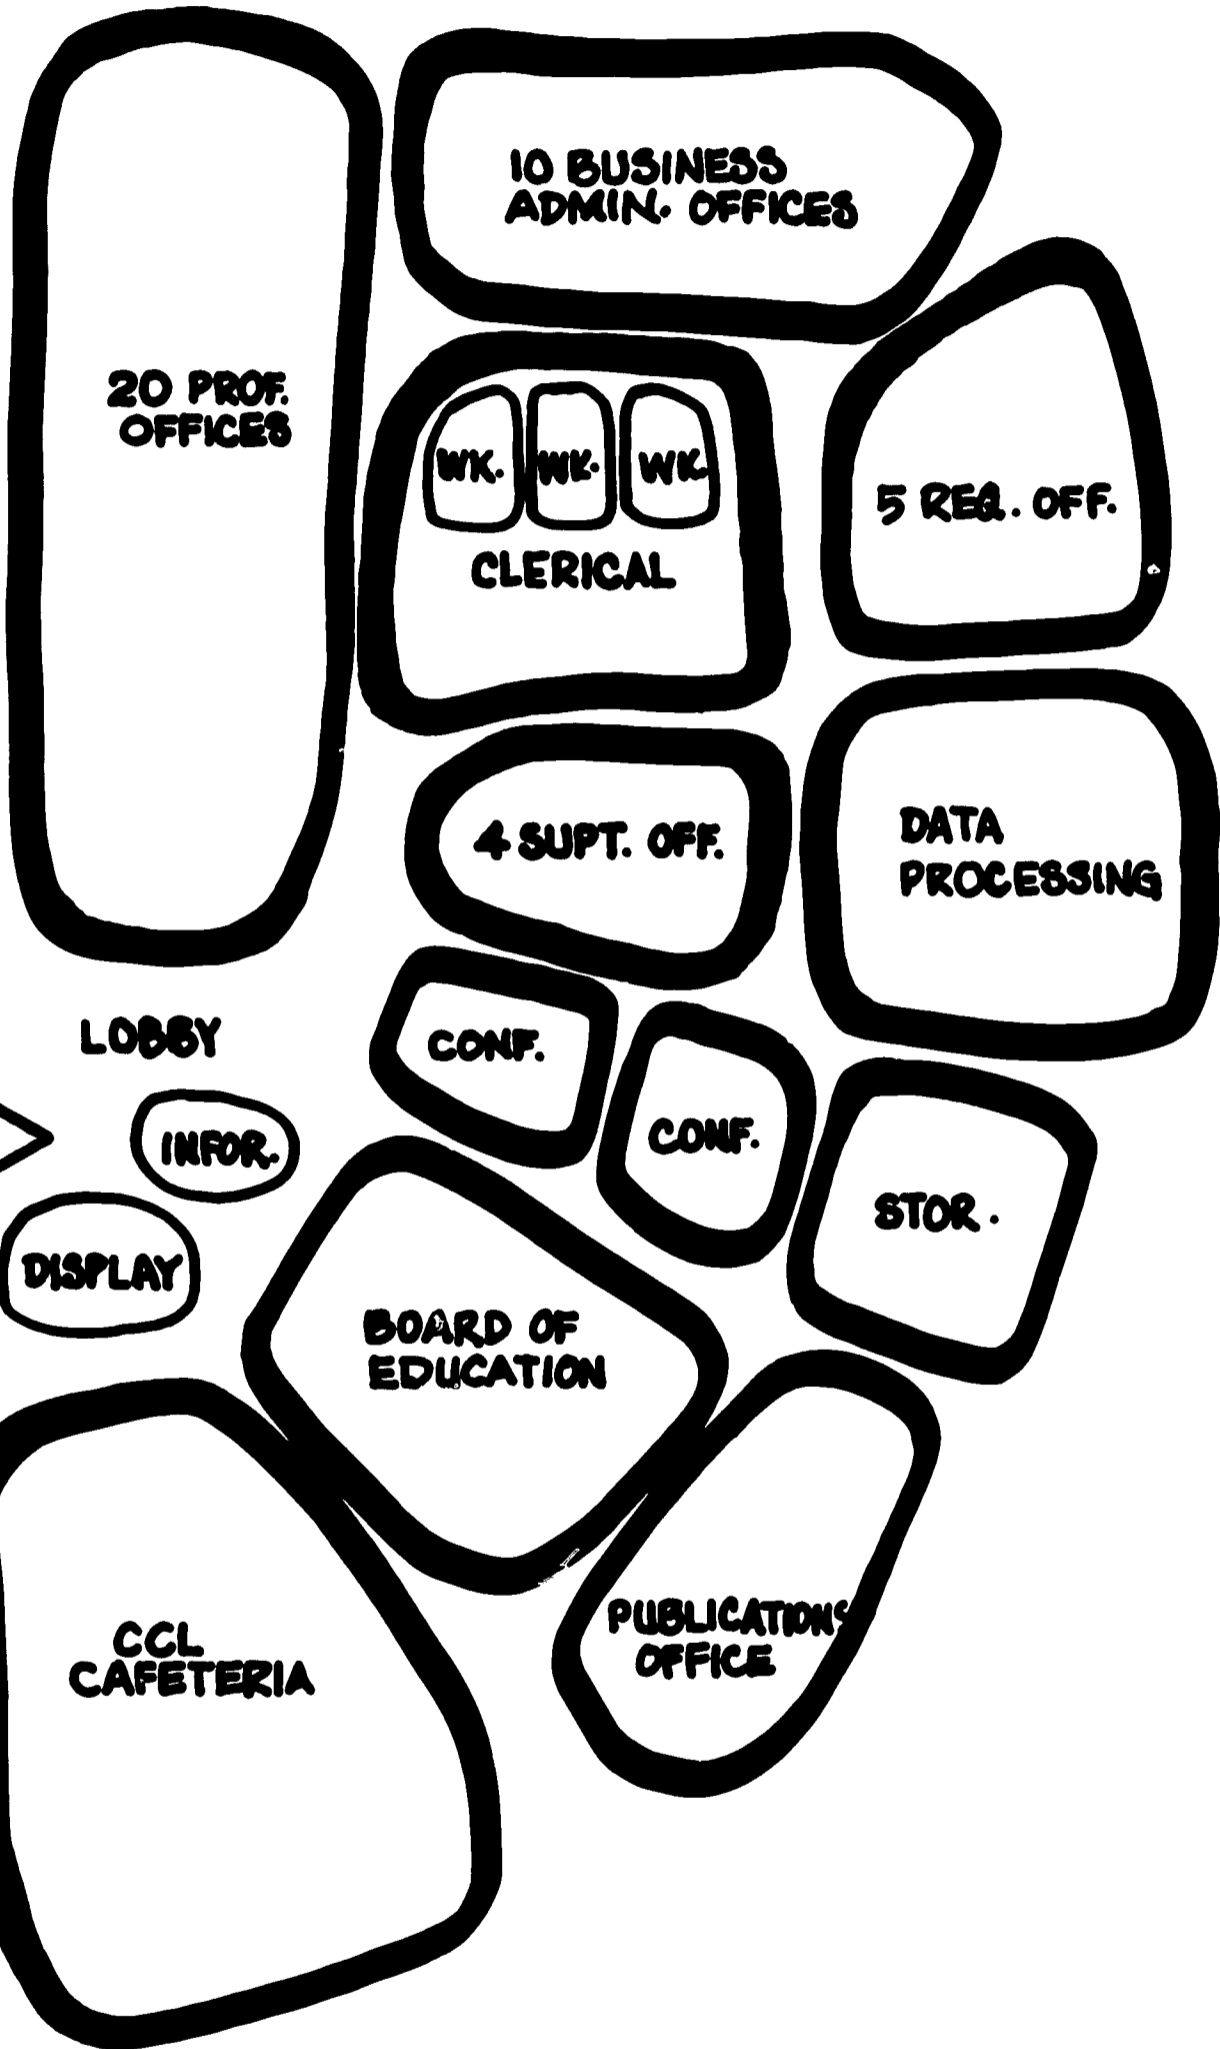 10 BUSINESS
ADMIN. OFFICES
20 PROF.
OFFICES
WK. WK. WK.
CLERICAL
5 REQ. OFF.
4 SUPT. OFF.
DATA
PROCESSING
LOBBY
CONF.
CONF.
INFOR.
STOR.
DISPLAY
BOARD OF
EDUCATION
PUBLICATIONS
OFFICE
CCL
CAFETERIA